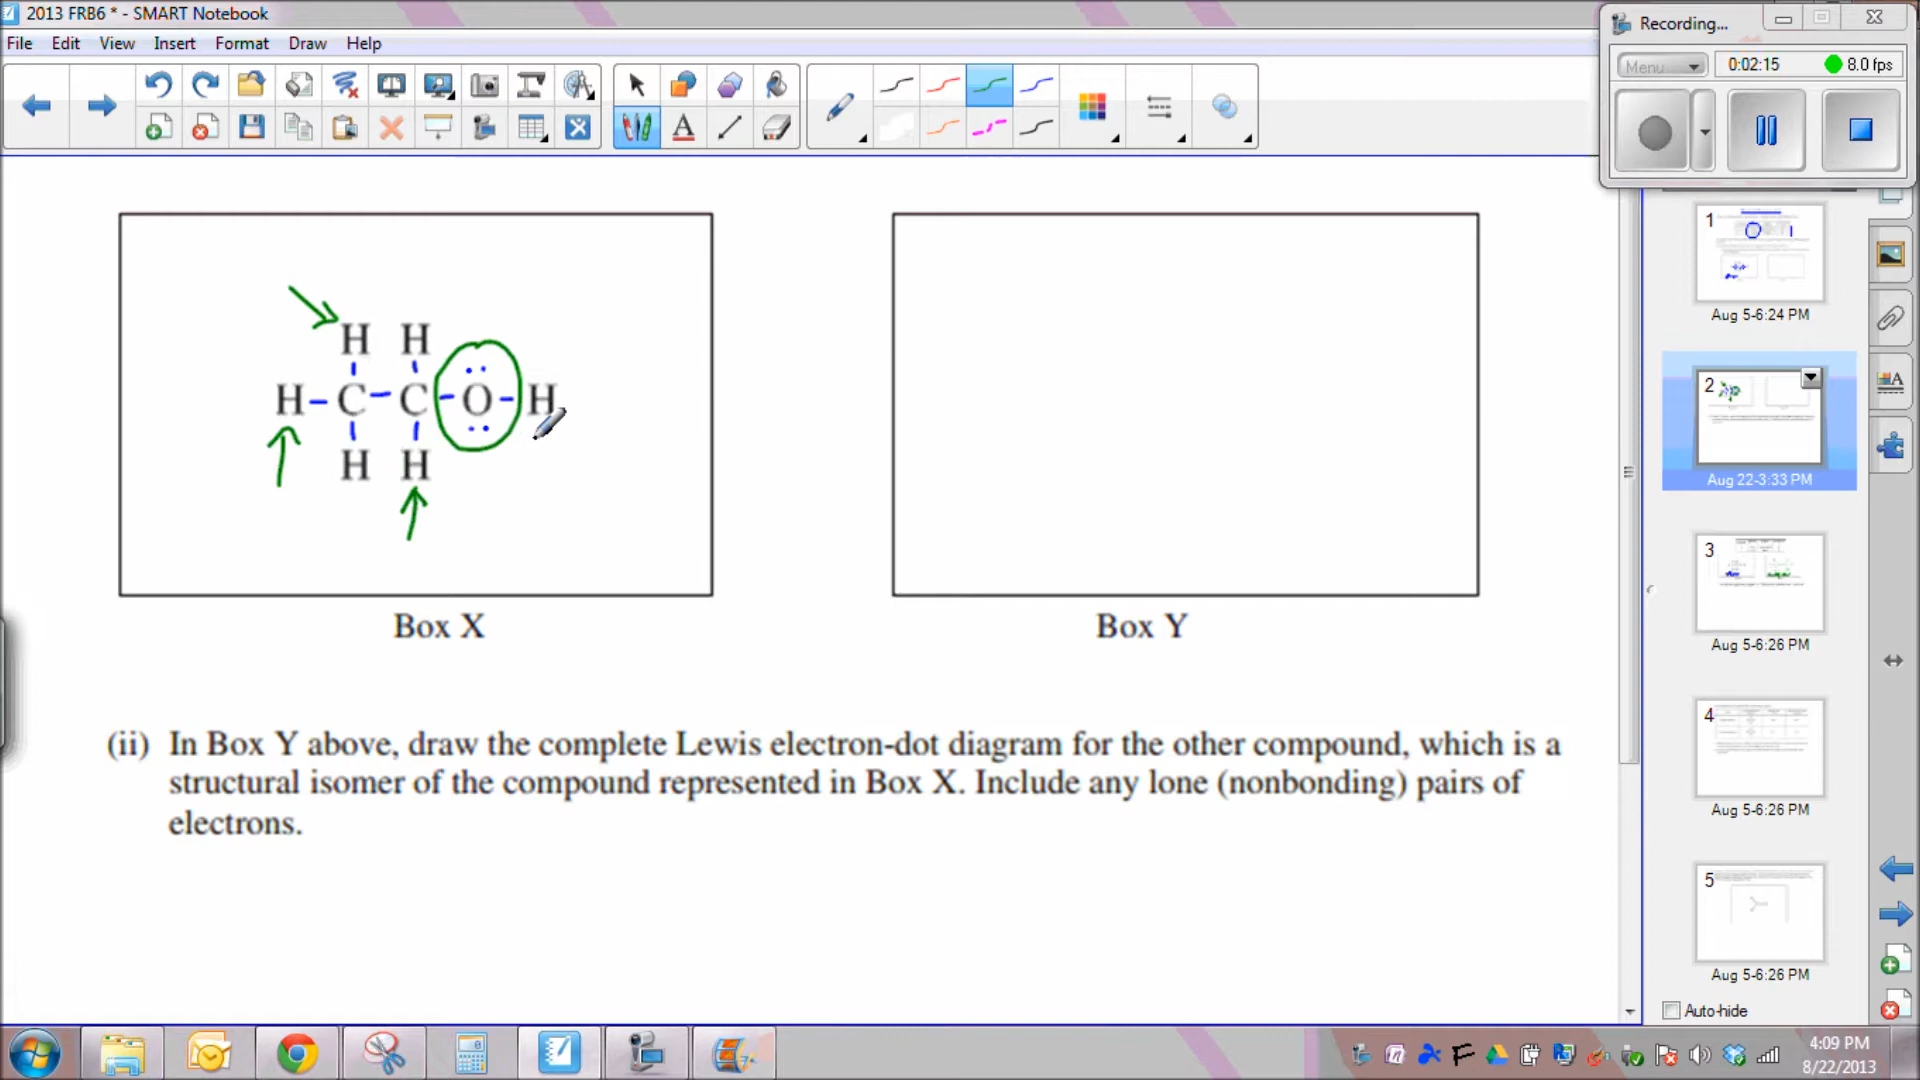 2013 FRB6 * - SMART Notebook
File Edit View Insert Format Draw Help
Recording...
Menu 0:02:15 8.0 fps
H H
H - C - C - O - H
H H
Box X
Box Y
(ii) In Box Y above, draw the complete Lewis electron-dot diagram for the other compound, which is a
structural isomer of the compound represented in Box X. Include any lone (nonbonding) pairs of
electrons.
1
Aug 5-6:24 PM
2
Aug 22-3:33 PM
3
Aug 5-6:26 PM
4
Aug 5-6:26 PM
5
Aug 5-6:26 PM
Auto-hide
4:09 PM
8/22/2013